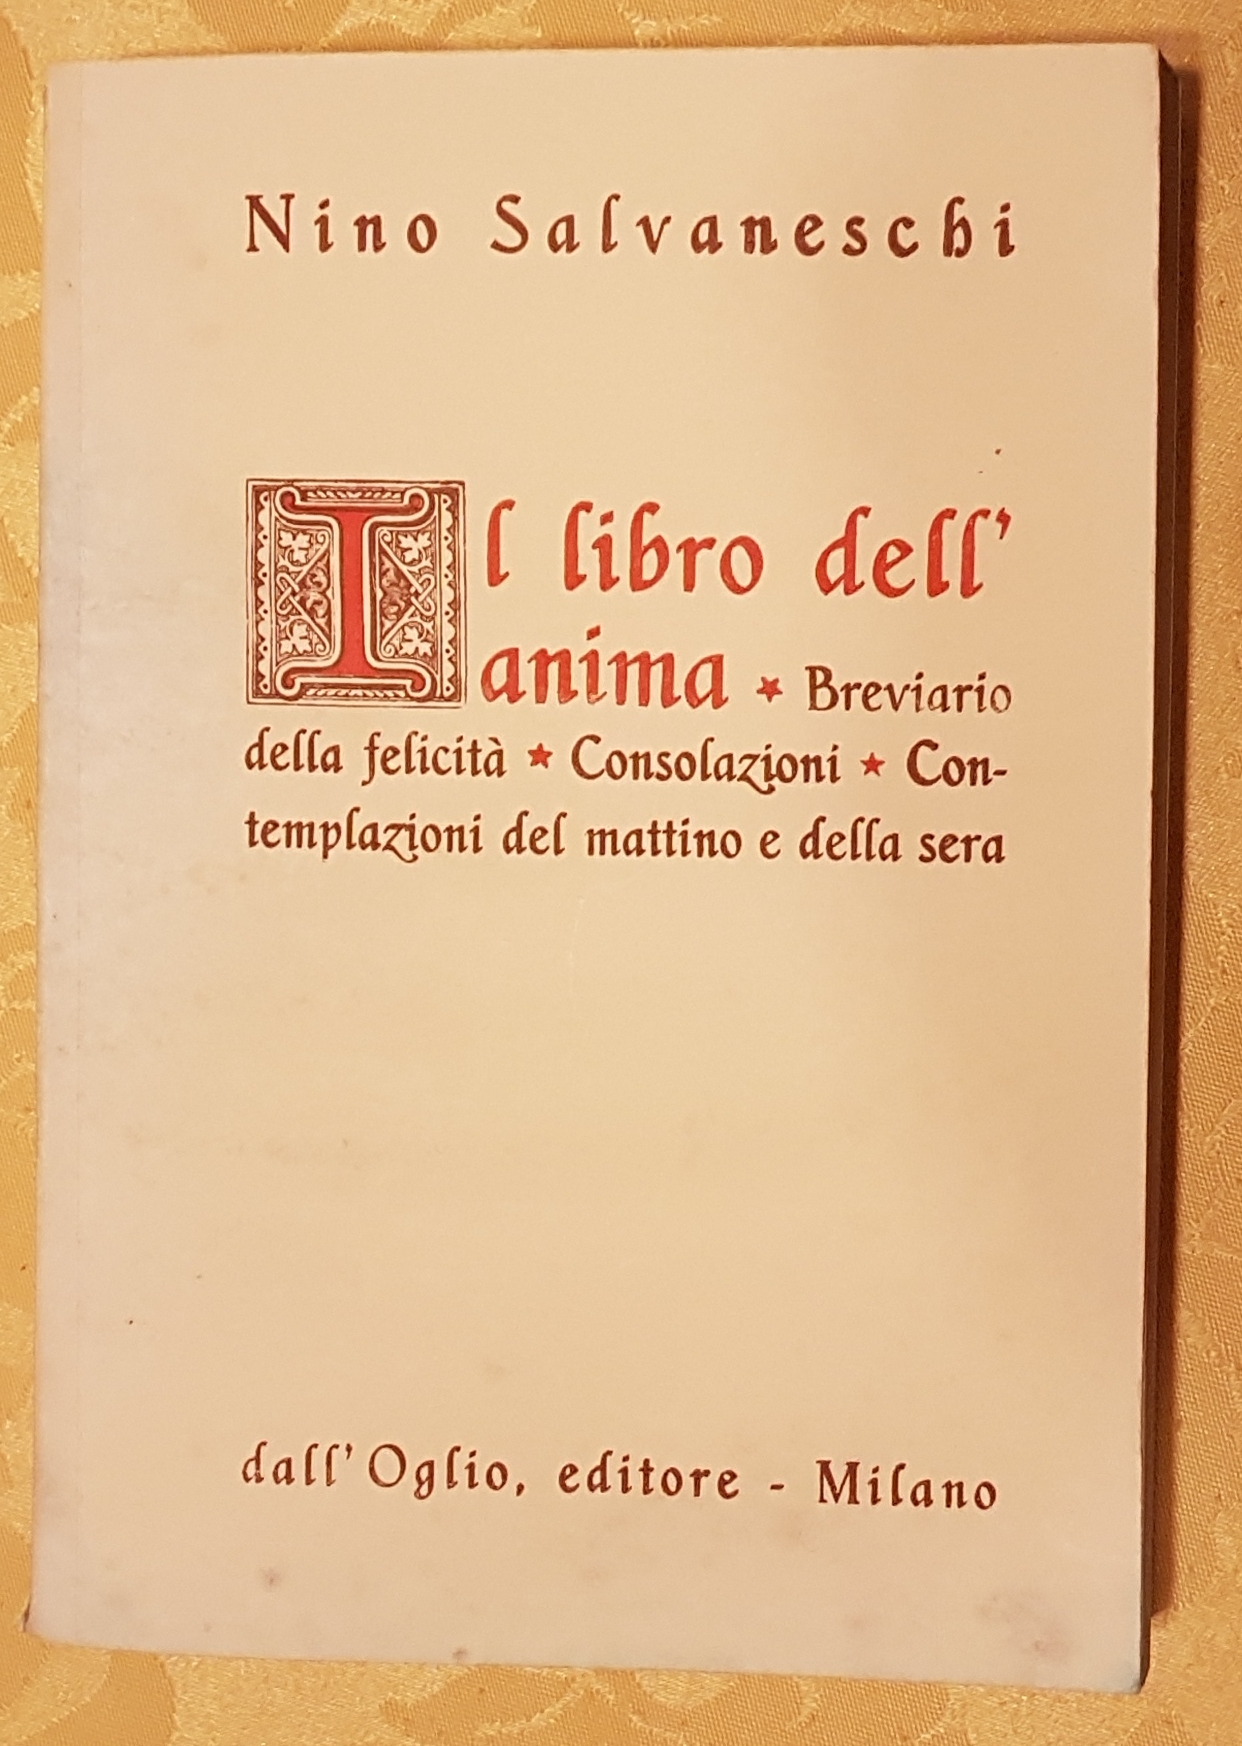 Nino Salvaneschi
Il libro dell'
anima ★ Breviario
della felicità ★ Consolazioni ★ Con-
templazioni del mattino e della sera
dall'Oglio, editore - Milano